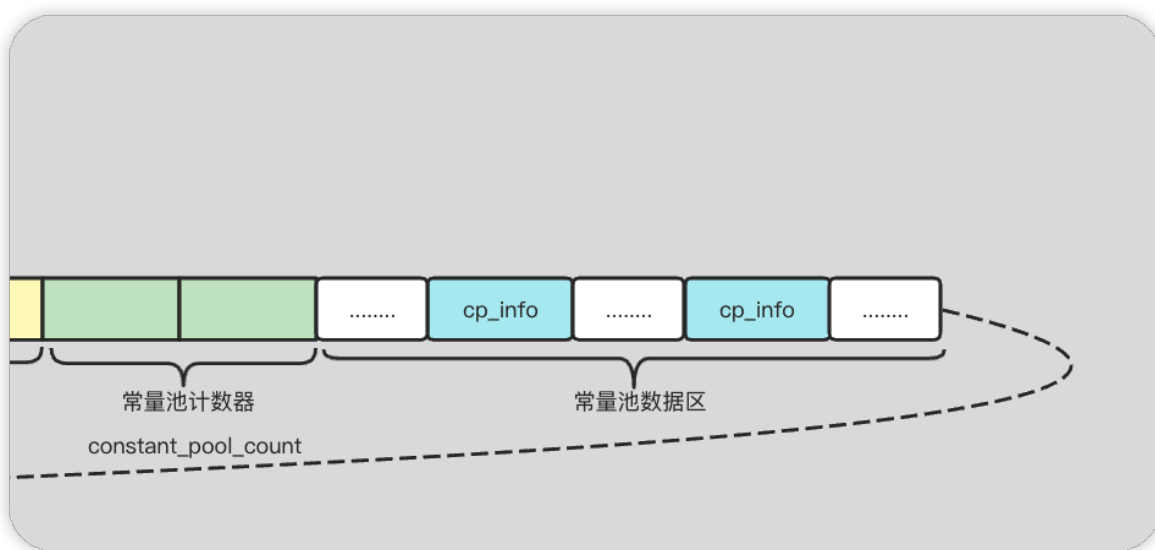 ........ cp_info ........ cp_info ........
常量池计数器 常量池数据区
constant_pool_count